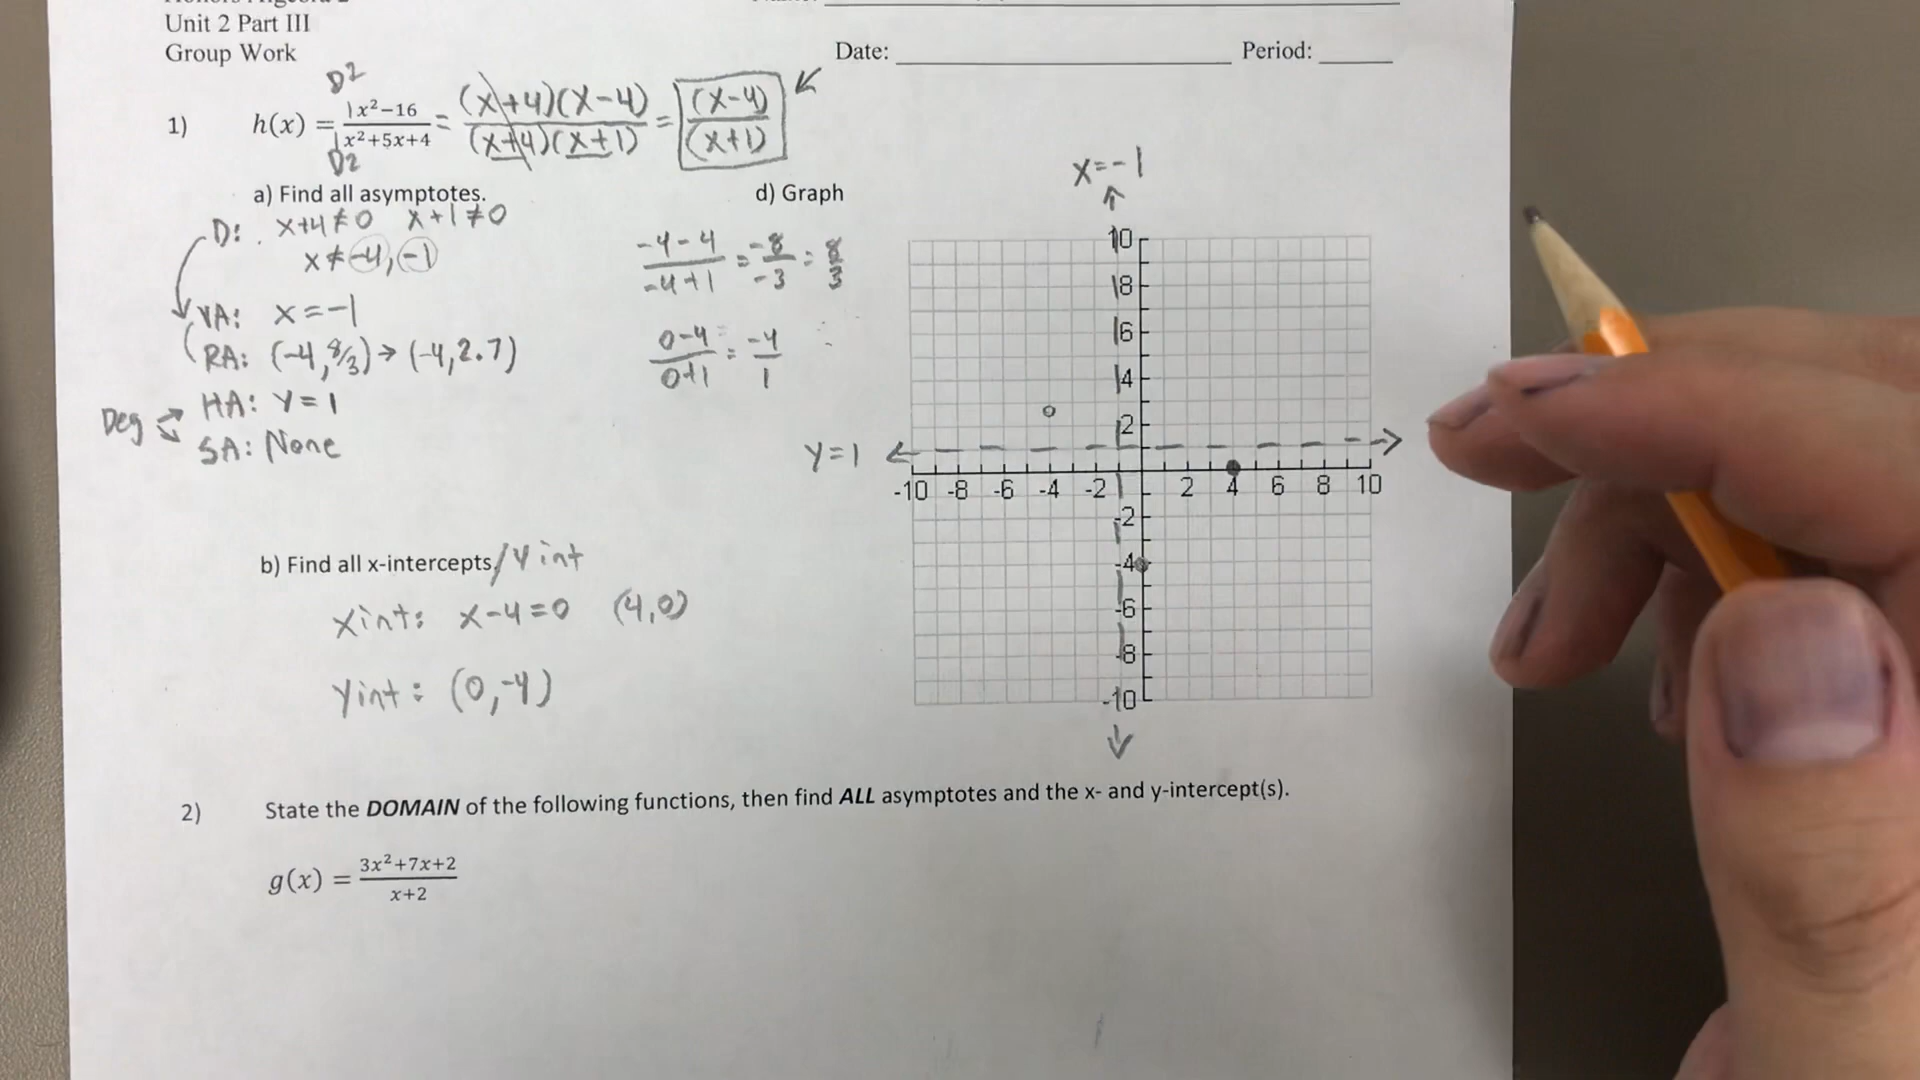 Unit 2 Part III
Group Work
Date: Period:
D2
1) h(x) = 1x²-16 / 1x²+5x+4 = (x+4)(x-4) / (x+4)(x+1) = (x-4) / (x+1)
D2
a) Find all asymptotes.
D: x+4≠0 x+1≠0
x≠-4,-1
VA: x=-1
RA: (-4,8/3)→(-4,2.7)
Deg HA: y=1
SA: None
b) Find all x-intercepts/y int
xint: x-4=0 (4,0)
yint: (0,-4)
d) Graph
-4-4 / -4+1 = -8 / -3 = 8 / 3
0-4 / 0+1 = -4 / 1
x=-1
10
8
6
4
2
y=1
-10 -8 -6 -4 -2 2 4 6 8 10
-2
-4
-6
-8
-10
2) State the DOMAIN of the following functions, then find ALL asymptotes and the x- and y-intercept(s).
g(x) = 3x²+7x+2 / x+2